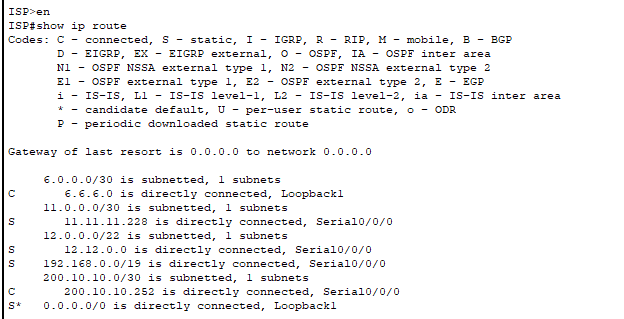 ISP>en
ISP#show ip route
Codes: C - connected, S - static, I - IGRP, R - RIP, M - mobile, B - BGP
       D - EIGRP, EX - EIGRP external, O - OSPF, IA - OSPF inter area
       N1 - OSPF NSSA external type 1, N2 - OSPF NSSA external type 2
       E1 - OSPF external type 1, E2 - OSPF external type 2, E - EGP
       i - IS-IS, L1 - IS-IS level-1, L2 - IS-IS level-2, ia - IS-IS inter area
       * - candidate default, U - per-user static route, o - ODR
       P - periodic downloaded static route
Gateway of last resort is 0.0.0.0 to network 0.0.0.0
     6.0.0.0/30 is subnetted, 1 subnets
C       6.6.6.0 is directly connected, Loopback1
     11.0.0.0/30 is subnetted, 1 subnets
S       11.11.11.228 is directly connected, Serial0/0/0
     12.0.0.0/22 is subnetted, 1 subnets
S       12.12.0.0 is directly connected, Serial0/0/0
S    192.168.0.0/19 is directly connected, Serial0/0/0
     200.10.10.0/30 is subnetted, 1 subnets
C       200.10.10.252 is directly connected, Serial0/0/0
S*   0.0.0.0/0 is directly connected, Loopback1